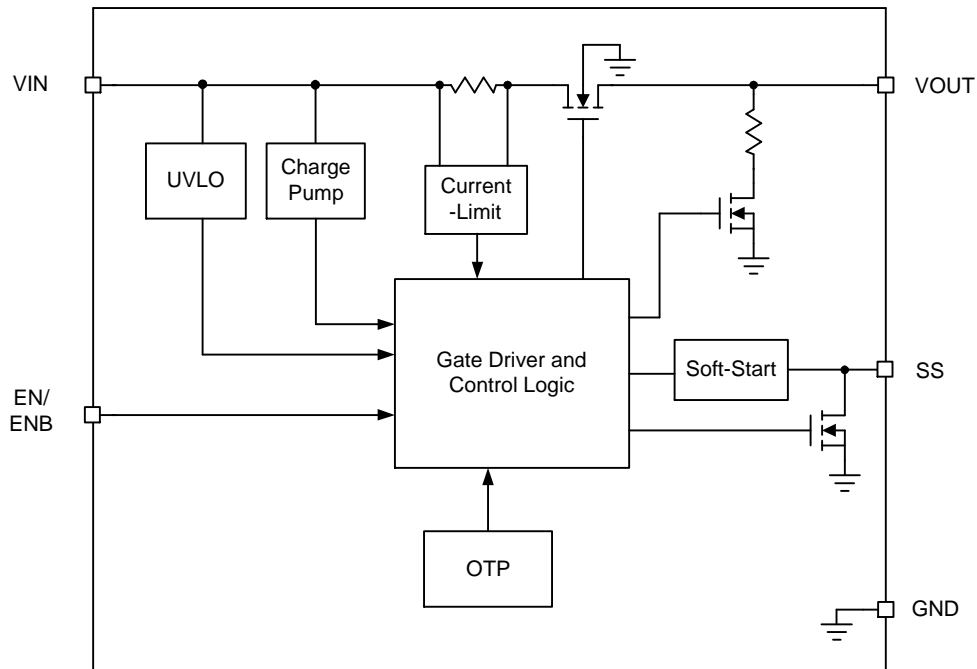 VIN
VOUT
UVLO
Charge
Pump
Current
-Limit
Gate Driver and
Control Logic
Soft-Start
SS
EN/
ENB
OTP
GND